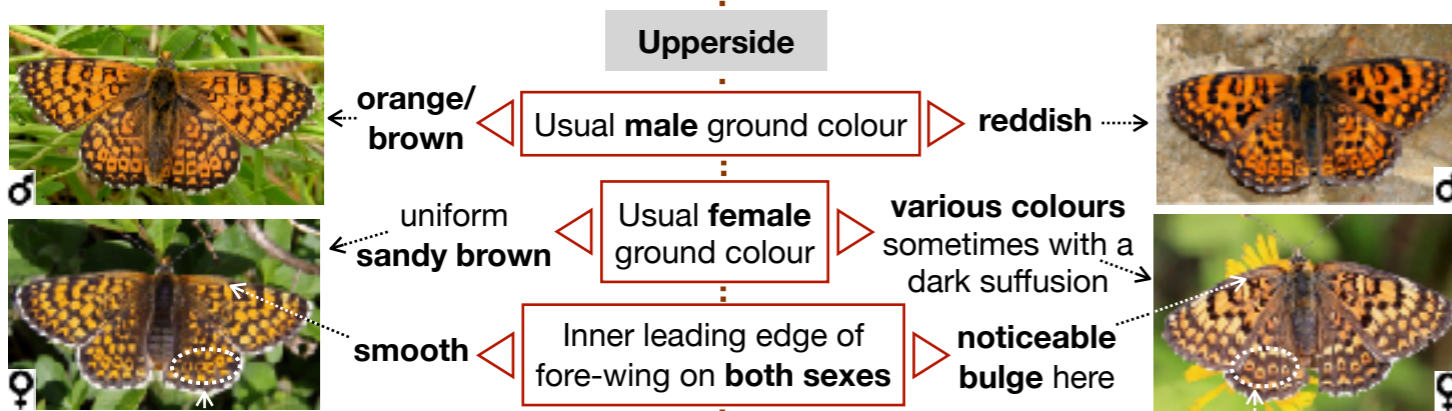 Upperside
orange/
brown
Usual male ground colour
reddish
uniform
sandy brown
Usual female
ground colour
various colours
sometimes with a
dark suffusion
smooth
Inner leading edge of
fore-wing on both sexes
noticeable
bulge here